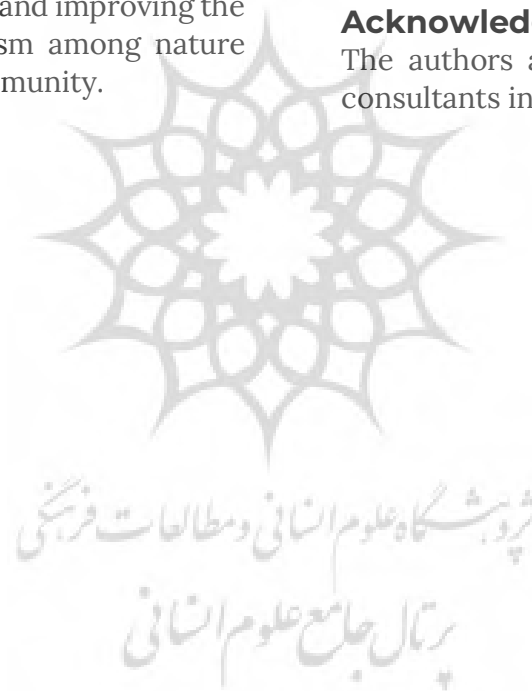 and improving the
sm among nature
munity.
Acknowled
The authors a
consultants in
پژوهشگاه علوم انسانی و مطالعات فرهنگی
پرتال جامع علوم انسانی